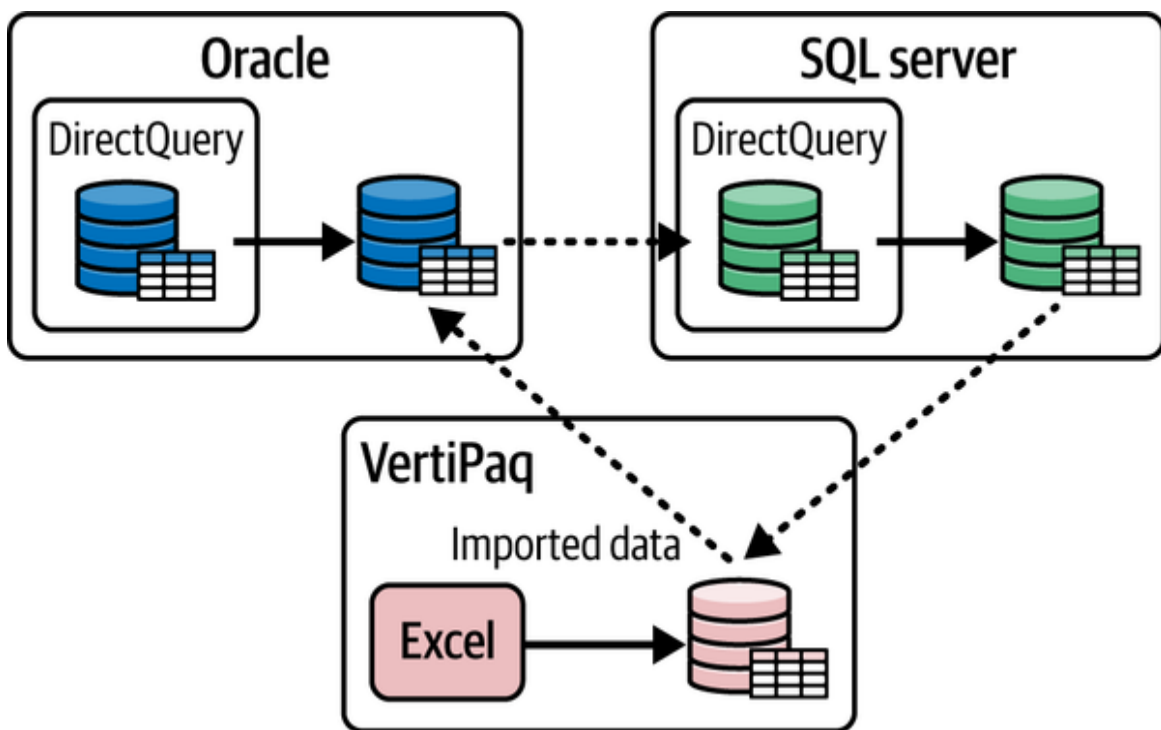 Oracle
DirectQuery
SQL server
DirectQuery
VertiPaq
Imported data
Excel